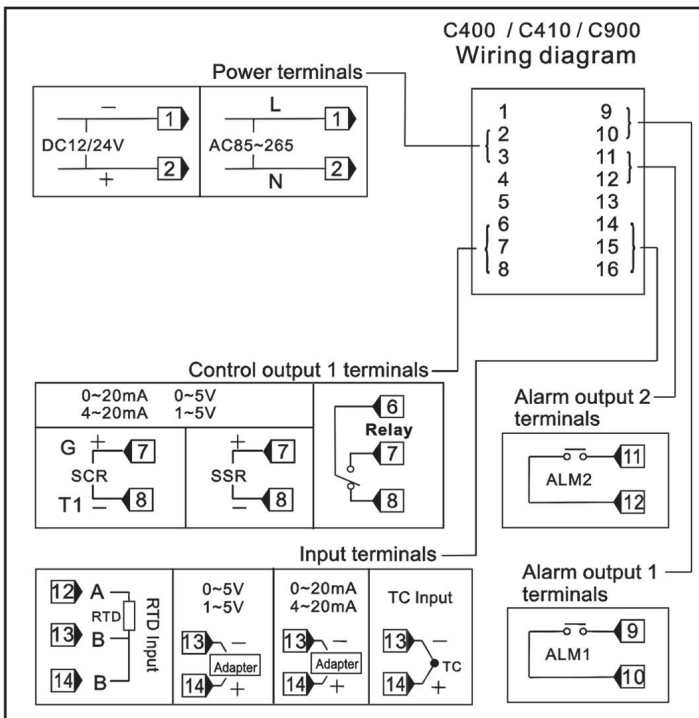 C400 / C410 / C900
Wiring diagram
Power terminals
− 1 L 1
DC12/24V AC85~265
+ 2 N 2
1 9
2 10
3 11
4 12
5 13
6 14
7 15
8 16
Control output 1 terminals
0~20mA 0~5V
4~20mA 1~5V
G + 7 + 7
SCR SSR
T1 − 8 − 8
6
Relay
7
8
Alarm output 2
terminals
11
ALM2
12
Input terminals
12 A
RTD
13 B
14 B
RTD Input
0~5V
1~5V
13 −
Adapter
14 +
0~20mA
4~20mA
13 −
Adapter
14 +
TC Input
13 −
TC
14 +
Alarm output 1
terminals
9
ALM1
10